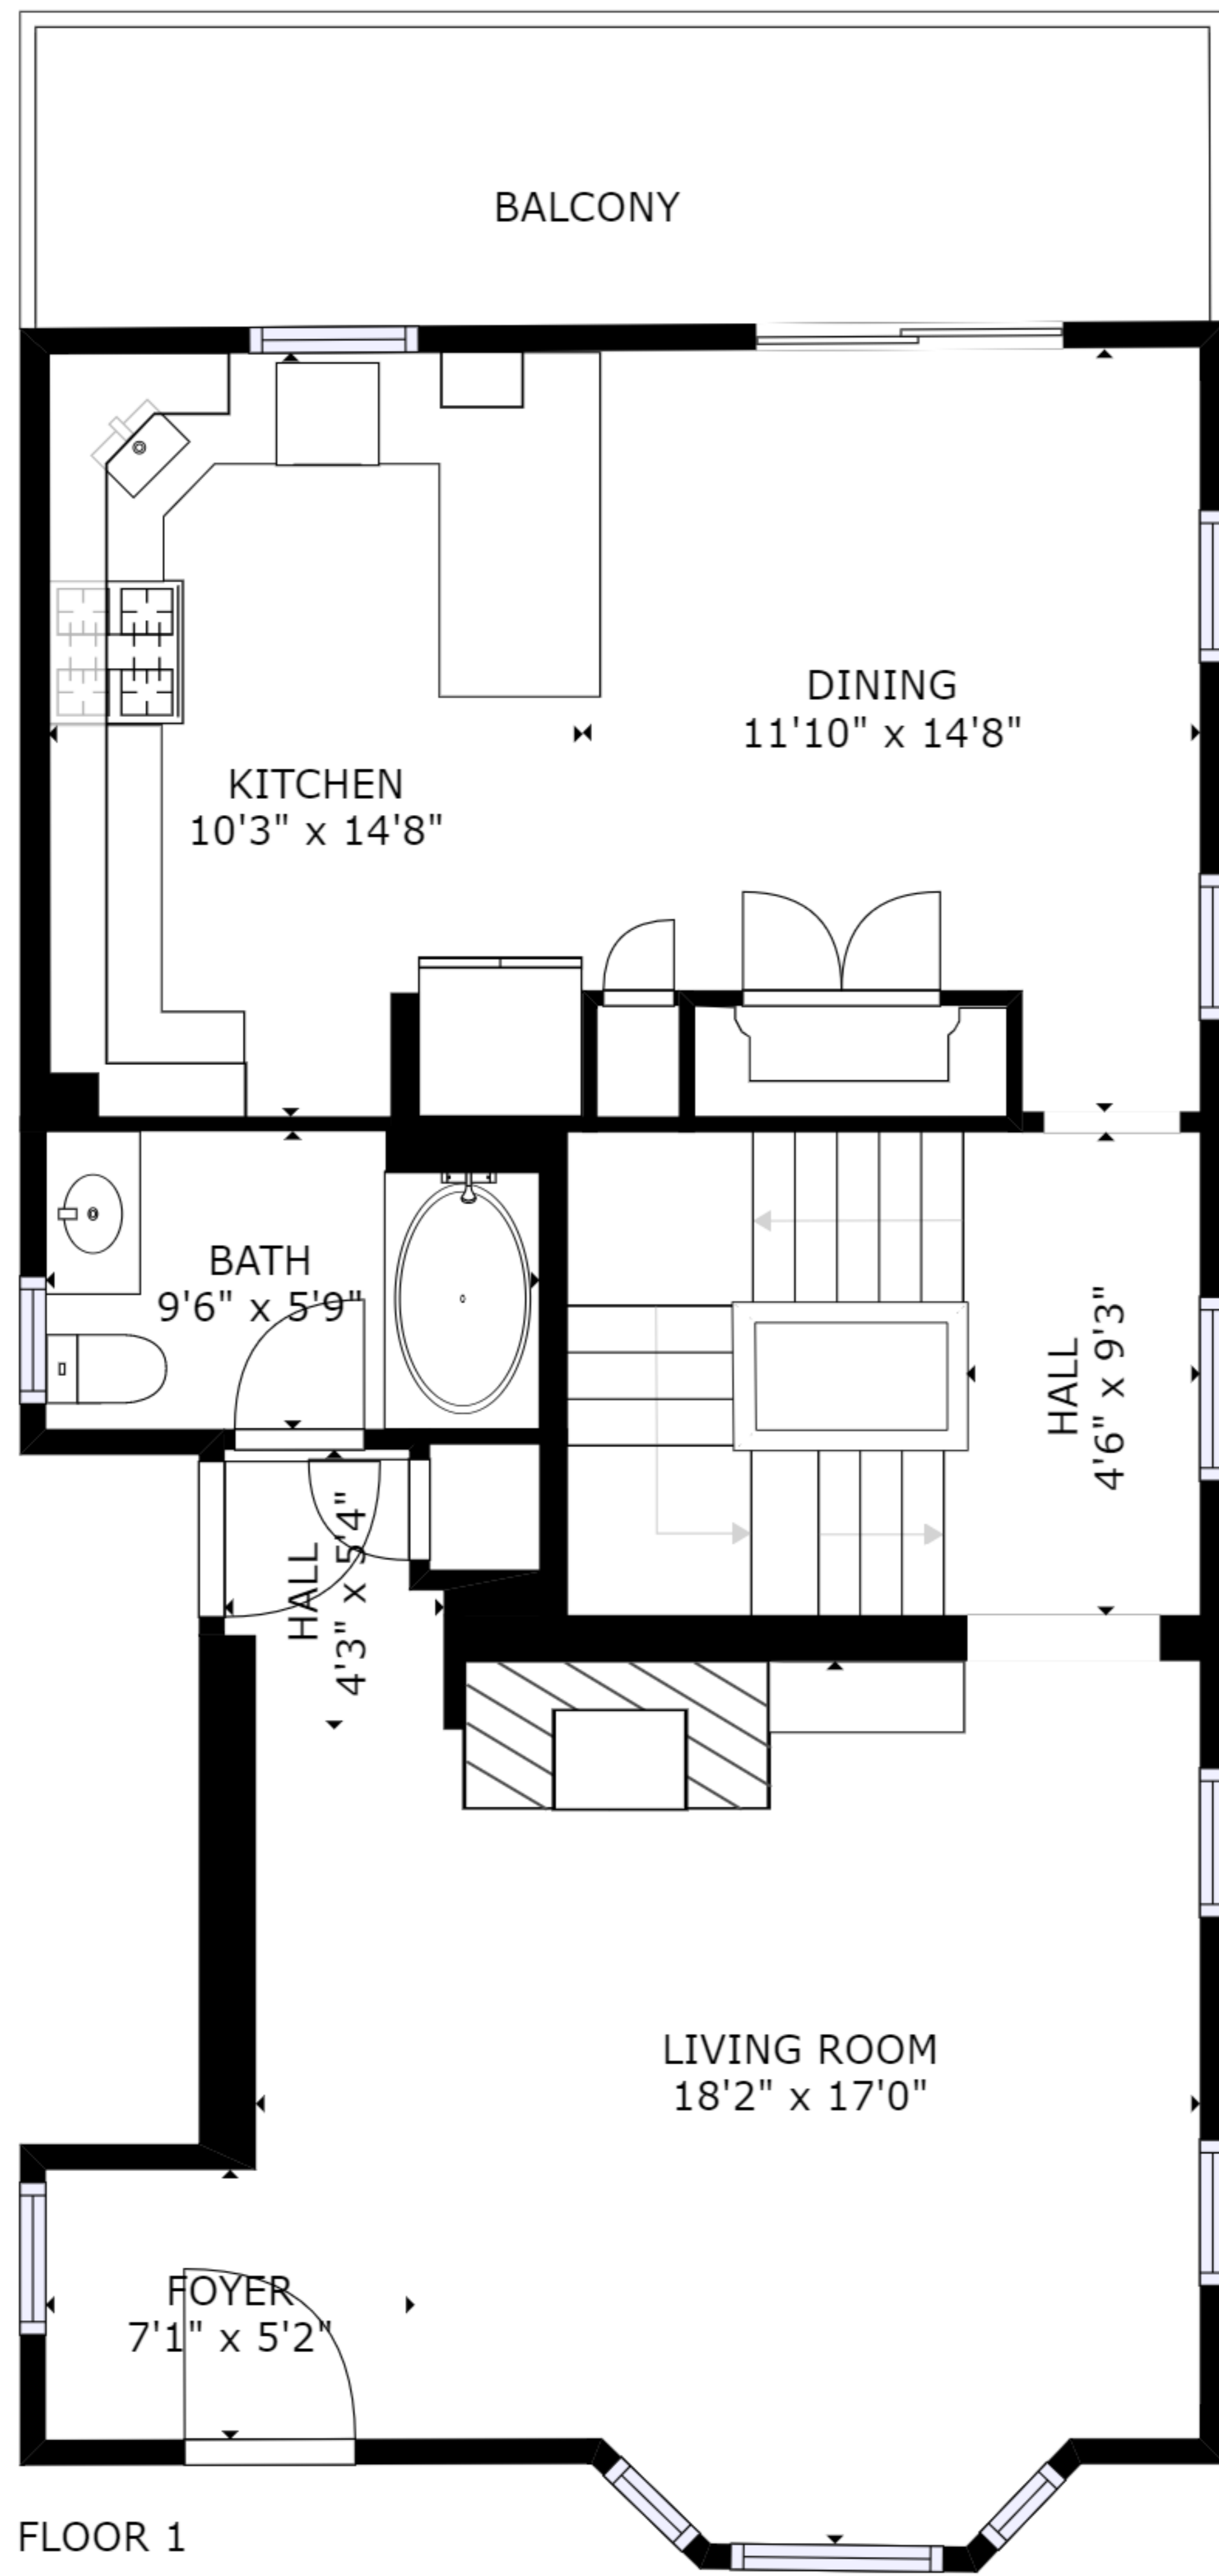 BALCONY
DINING
11'10" x 14'8"
KITCHEN
10'3" x 14'8"
BATH
9'6" x 5'9"
HALL
4'6" x 9'3"
HALL
4'3" x 5'4"
LIVING ROOM
18'2" x 17'0"
FOYER
7'1" x 5'2"
FLOOR 1